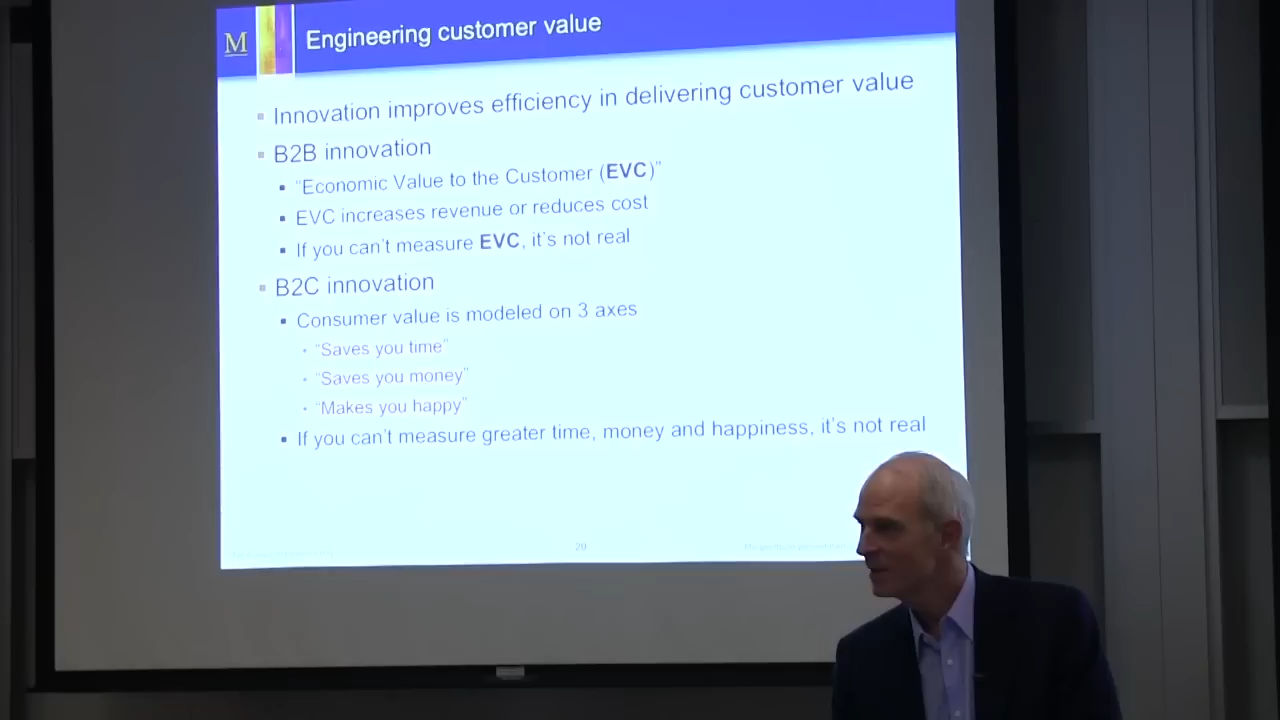 M
Engineering customer value
Innovation improves efficiency in delivering customer value
B2B innovation
“Economic Value to the Customer (EVC)”
EVC increases revenue or reduces cost
If you can’t measure EVC, it’s not real
B2C innovation
Consumer value is modeled on 3 axes
“Saves you time”
“Saves you money”
“Makes you happy”
If you can’t measure greater time, money and happiness, it’s not real
20